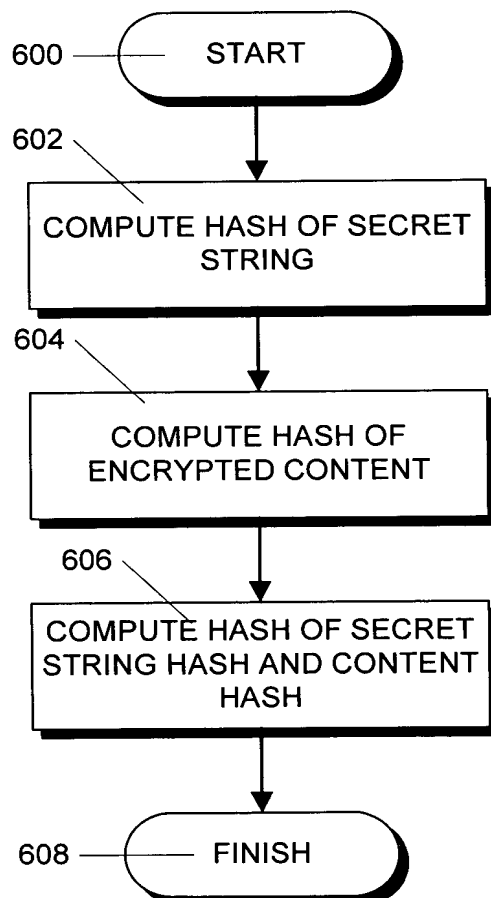 600
START
602
COMPUTE HASH OF SECRET
STRING
604
COMPUTE HASH OF
ENCRYPTED CONTENT
606
COMPUTE HASH OF SECRET
STRING HASH AND CONTENT
HASH
608
FINISH